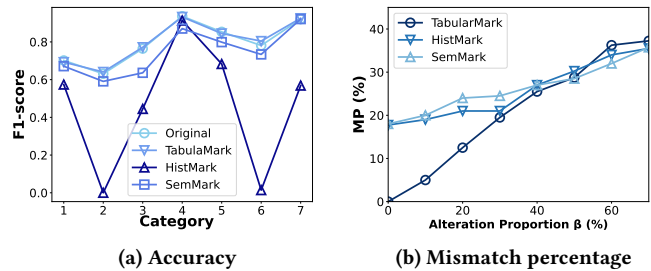 F1-score
0.8
0.6
0.4
0.2
0.0
Original
TabulaMark
HistMark
SemMark
1 2 3 4 5 6 7
Category
(a) Accuracy
MP (%)
40
30
20
10
0
TabularMark
HistMark
SemMark
0 20 40 60
Alteration Proportion β (%)
(b) Mismatch percentage